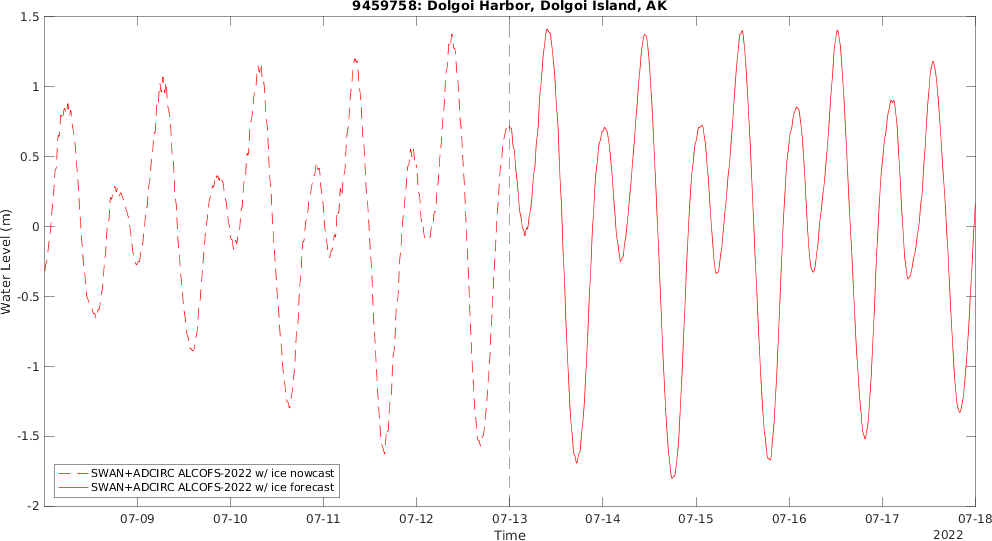 9459758: Dolgoi Harbor, Dolgoi Island, AK
1.5
1
0.5
0
-0.5
-1
-1.5
-2
Water Level (m)
SWAN+ADCIRC ALCOFS-2022 w/ ice nowcast
SWAN+ADCIRC ALCOFS-2022 w/ ice forecast
07-09 07-10 07-11 07-12 07-13 07-14 07-15 07-16 07-17 07-18
Time
2022